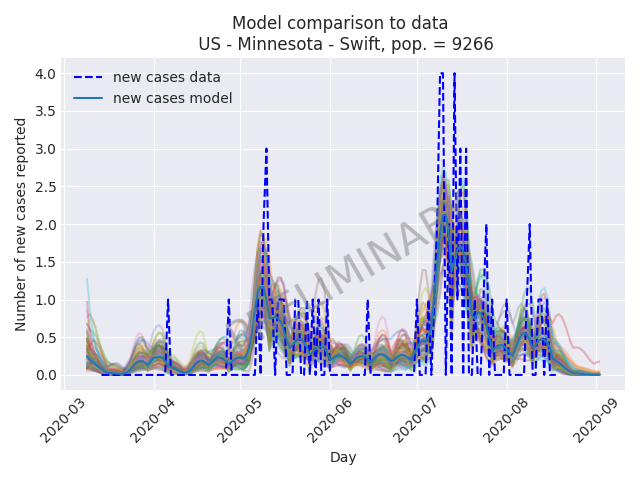 Model comparison to data
US - Minnesota - Swift, pop. = 9266
new cases data
new cases model
Number of new cases reported
4.0
3.5
3.0
2.5
2.0
1.5
1.0
0.5
0.0
2020-03
2020-04
2020-05
2020-06
2020-07
2020-08
2020-09
Day